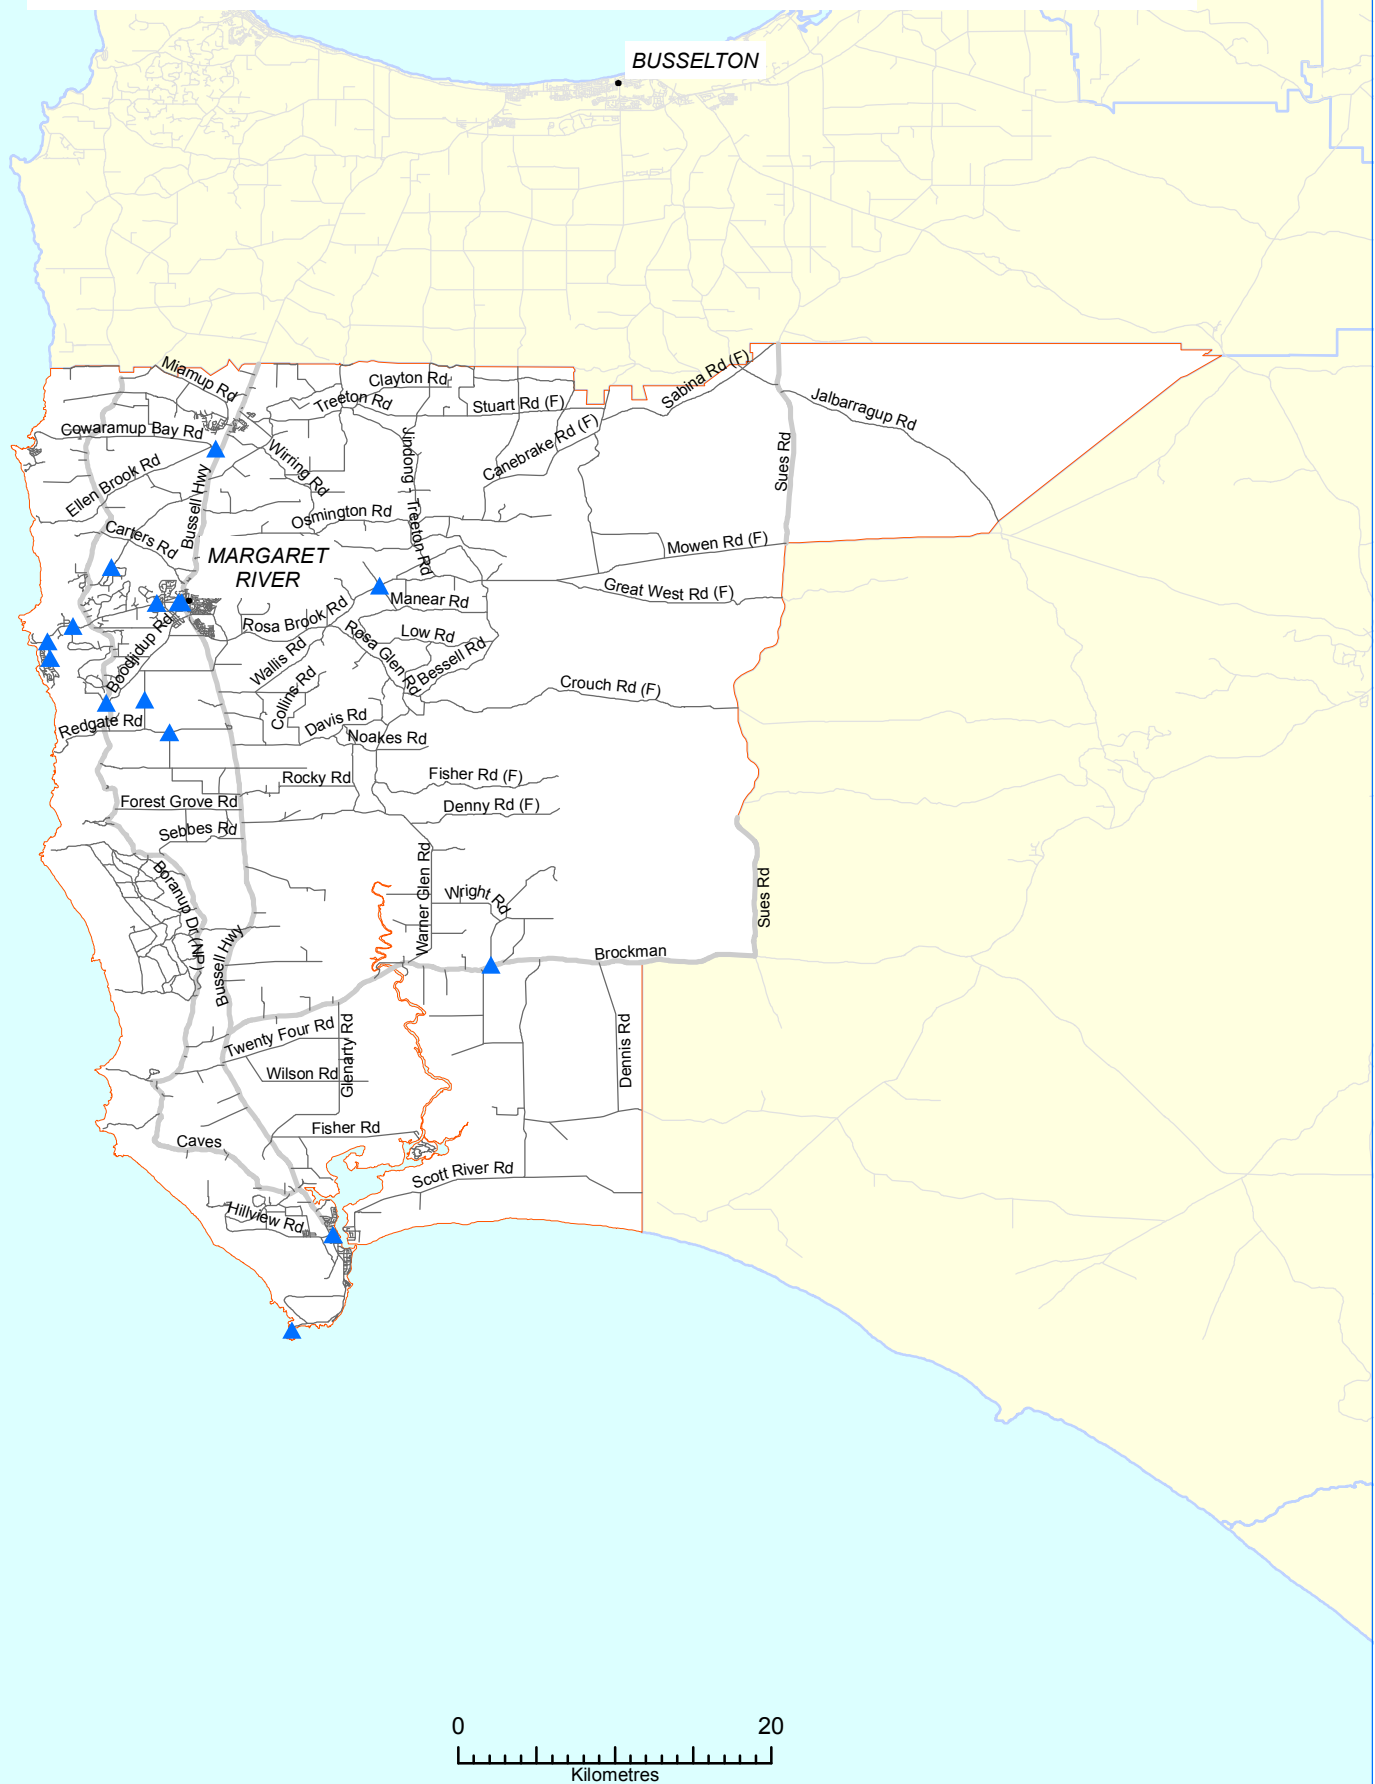 BUSSELTON
Miamup Rd
Clayton Rd
Treeton Rd
Stuart Rd (F)
Sabina Rd (F)
Jalbarragup Rd
Cowaramup Bay Rd
Wirring Rd
Jindong - Treeton Rd
Canebrake Rd (F)
Sues Rd
Ellen Brook Rd
Bussell Hwy
Osmington Rd
Carters Rd
Mowen Rd (F)
MARGARET
RIVER
Great West Rd (F)
Manear Rd
Rosa Brook Rd
Low Rd
Boodjidup Rd
Wallis Rd
Rosa Glen Rd
Bessell Rd
Collins Rd
Crouch Rd (F)
Redgate Rd
Davis Rd
Noakes Rd
Rocky Rd
Fisher Rd (F)
Forest Grove Rd
Denny Rd (F)
Sebbes Rd
Boranup Dr (NP)
Warner Glen Rd
Wright Rd
Sues Rd
Bussell Hwy
Brockman
Twenty Four Rd
Glenarty Rd
Dennis Rd
Wilson Rd
Caves
Fisher Rd
Scott River Rd
Hillview Rd
0 20
Kilometres